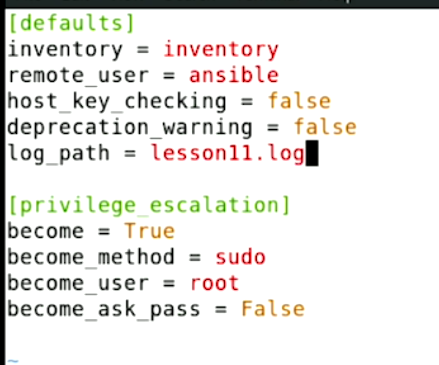 [defaults]
inventory = inventory
remote_user = ansible
host_key_checking = false
deprecation_warning = false
log_path = lesson11.log
[privilege_escalation]
become = True
become_method = sudo
become_user = root
become_ask_pass = False
~